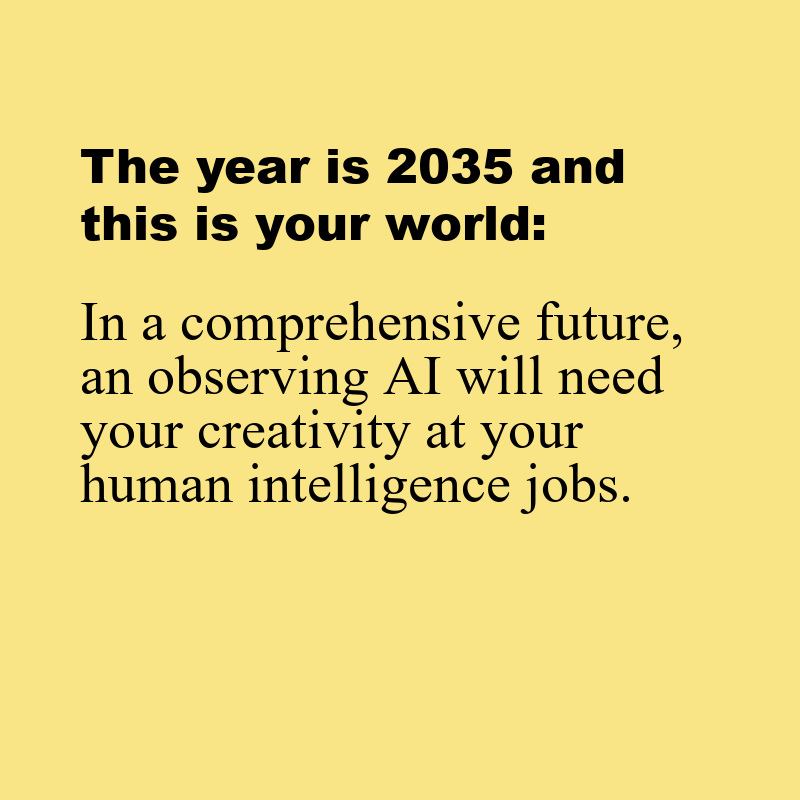 The year is 2035 and
this is your world:
In a comprehensive future,
an observing AI will need
your creativity at your
human intelligence jobs.